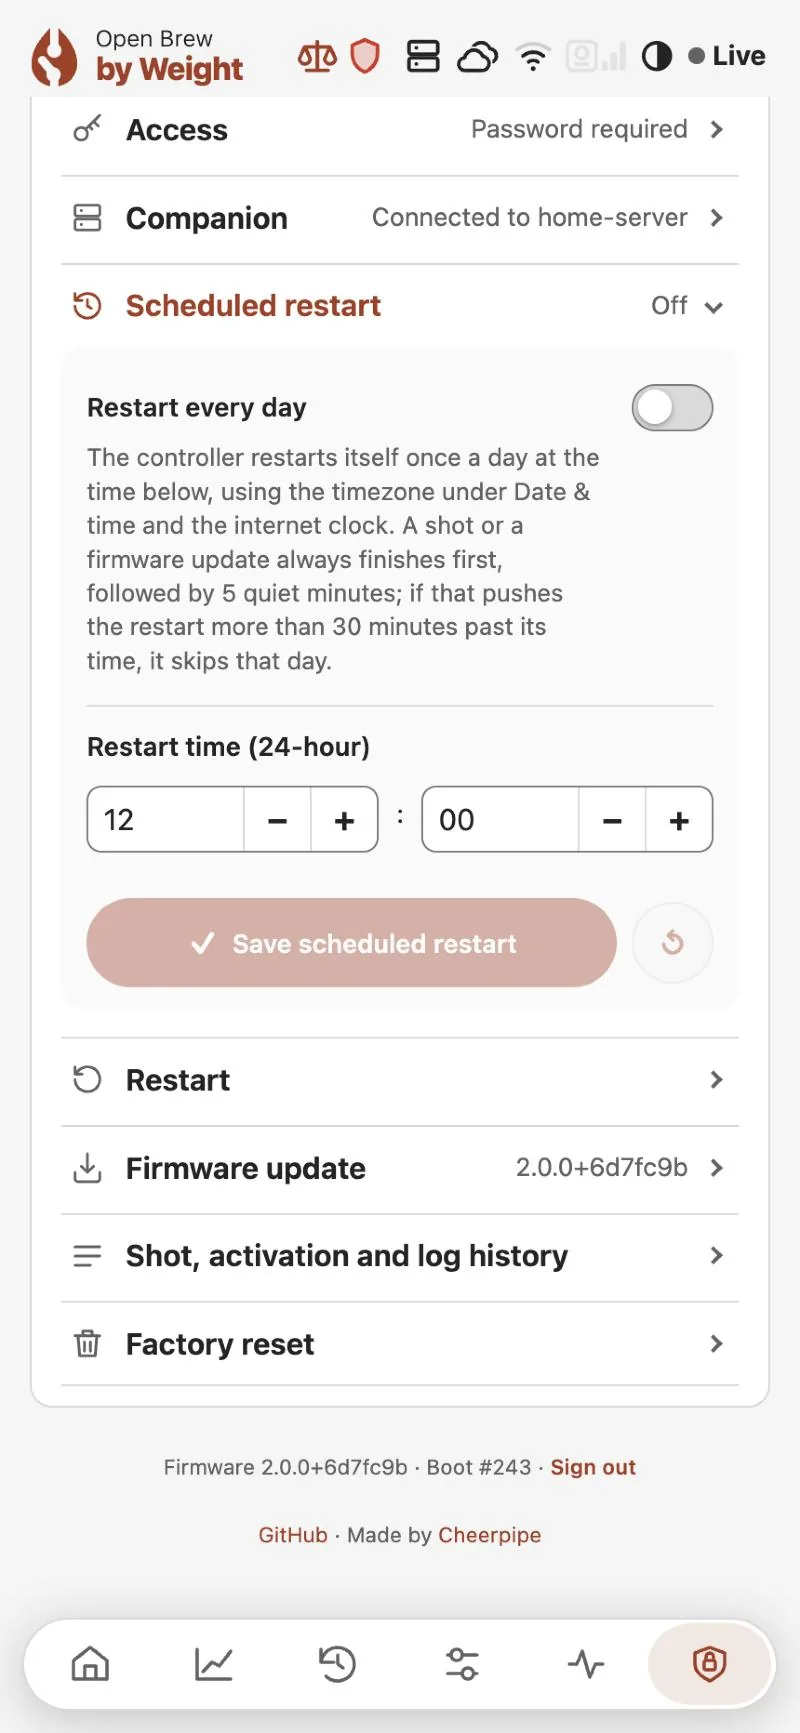 Open Brew
by Weight
Live
Access
Password required
Companion
Connected to home-server
Scheduled restart
Off
Restart every day
The controller restarts itself once a day at the
time below, using the timezone under Date &
time and the internet clock. A shot or a
firmware update always finishes first,
followed by 5 quiet minutes; if that pushes
the restart more than 30 minutes past its
time, it skips that day.
Restart time (24-hour)
12 − + : 00 − +
Save scheduled restart
Restart
Firmware update
2.0.0+6d7fc9b
Shot, activation and log history
Factory reset
Firmware 2.0.0+6d7fc9b · Boot #243 · Sign out
GitHub · Made by Cheerpipe